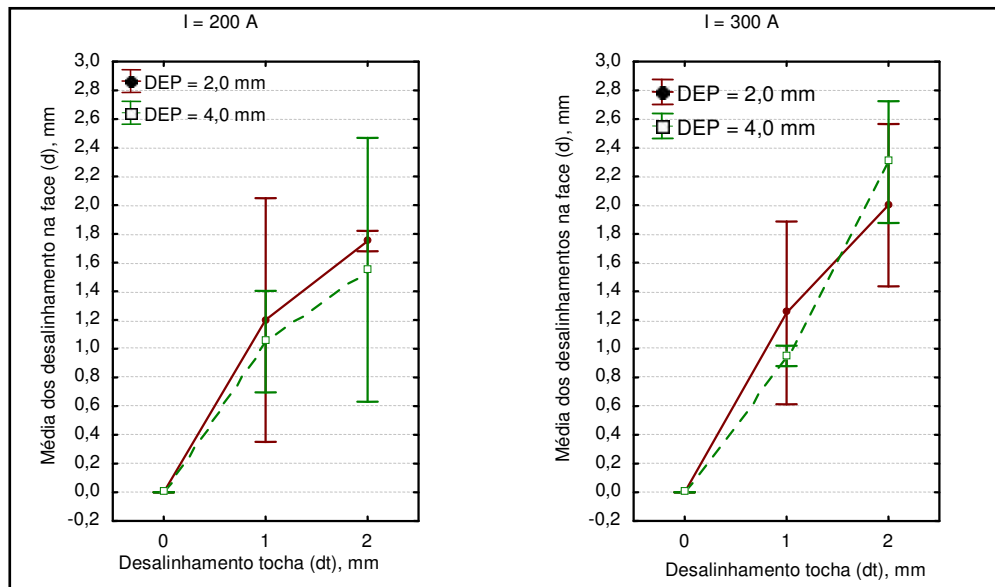 I = 200 A
Média dos desalinhamento na face (d), mm
3,0
2,8
2,6
2,4
2,2
2,0
1,8
1,6
1,4
1,2
1,0
0,8
0,6
0,4
0,2
0,0
-0,2
DEP = 2,0 mm
DEP = 4,0 mm
0 1 2
Desalinhamento tocha (dt), mm
I = 300 A
Média dos desalinhamentos na face (d), mm
3,0
2,8
2,6
2,4
2,2
2,0
1,8
1,6
1,4
1,2
1,0
0,8
0,6
0,4
0,2
0,0
-0,2
DEP = 2,0 mm
DEP = 4,0 mm
0 1 2
Desalinhamento tocha (dt), mm